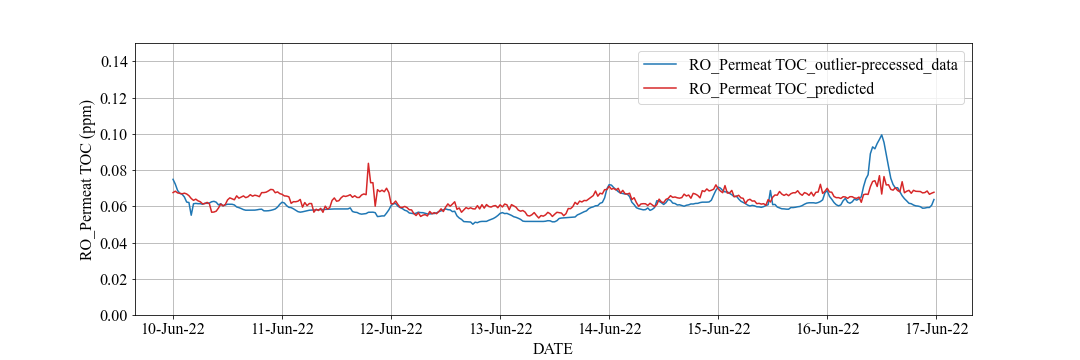 RO_Permeat TOC_outlier-precessed_data
RO_Permeat TOC_predicted
RO_Permeat TOC (ppm)
0.14
0.12
0.10
0.08
0.06
0.04
0.02
0.00
10-Jun-22 11-Jun-22 12-Jun-22 13-Jun-22 14-Jun-22 15-Jun-22 16-Jun-22 17-Jun-22
DATE